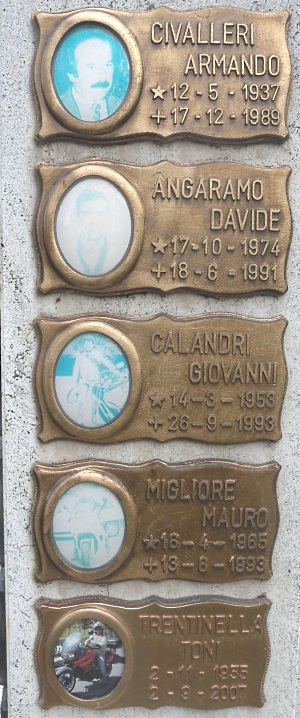 CIVALLERI
ARMANDO
★12-5-1937
+17-12-1989
ANGARAMO
DAVIDE
★17-10-1974
+18-6-1991
CALANDRI
GIOVANNI
★14-3-1953
+26-9-1993
MIGLIORE
MAURO
★16-4-1965
+13-6-1993
TRENTINELLA
TONI
2-11-1955
2-9-2007